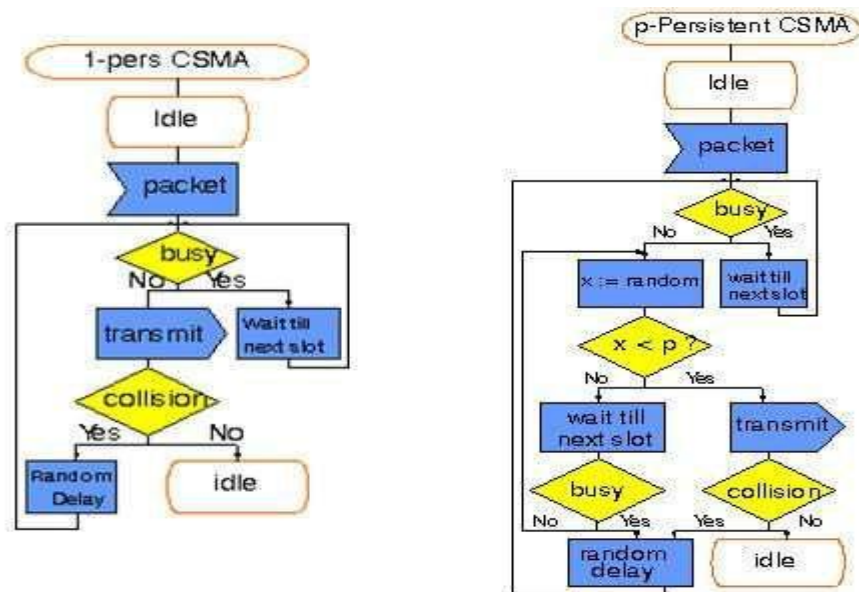 1-pers CSMA
Idle
packet
busy
No Yes
transmit
Wait till
next slot
collision
Yes No
Random
Delay
idle
p-Persistent CSMA
Idle
packet
busy
No Yes
x := random
wait till
next slot
x < p ?
No Yes
wait till
next slot
transmit
busy
collision
No Yes Yes No
random
delay
idle